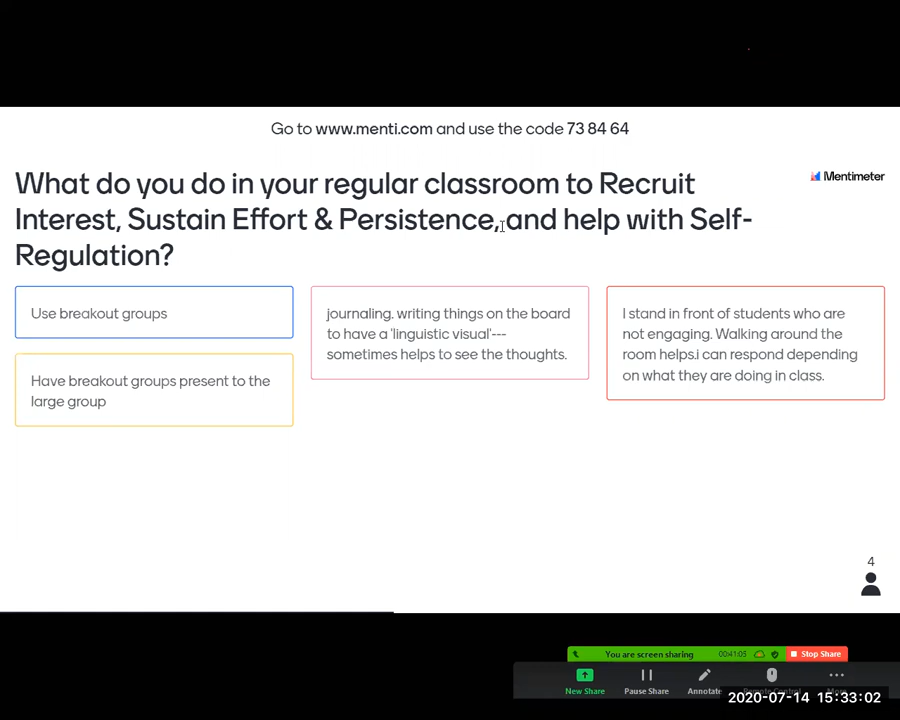 Go to www.menti.com and use the code 73 84 64
What do you do in your regular classroom to Recruit
Interest, Sustain Effort & Persistence, and help with Self-
Regulation?
Mentimeter
Use breakout groups
Have breakout groups present to the
large group
journaling. writing things on the board
to have a 'linguistic visual'---
sometimes helps to see the thoughts.
I stand in front of students who are
not engaging. Walking around the
room helps.i can respond depending
on what they are doing in class.
4
You are screen sharing
00:41:05
Stop Share
New Share
Pause Share
Annotate
2020-07-14 15:33:02